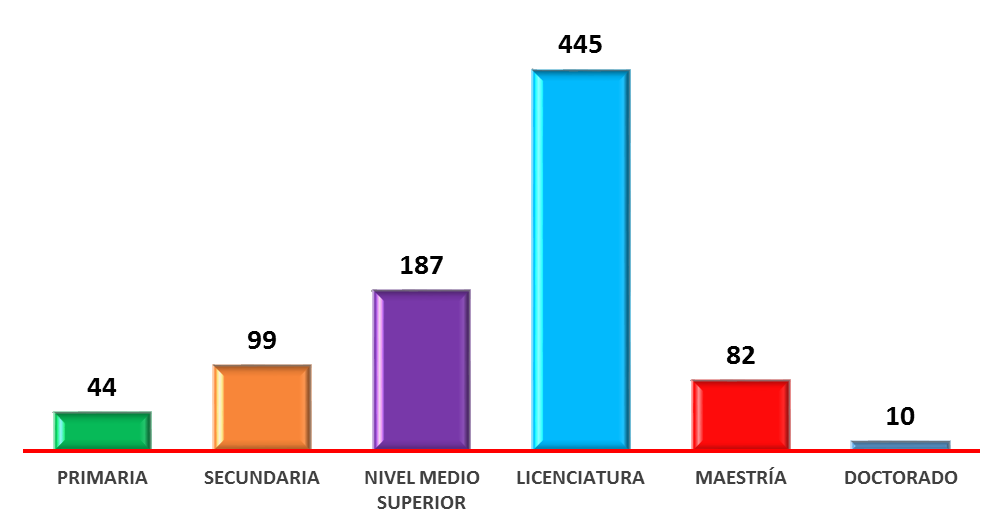 445
187
99
82
44
10
PRIMARIA
SECUNDARIA
NIVEL MEDIO
SUPERIOR
LICENCIATURA
MAESTRÍA
DOCTORADO